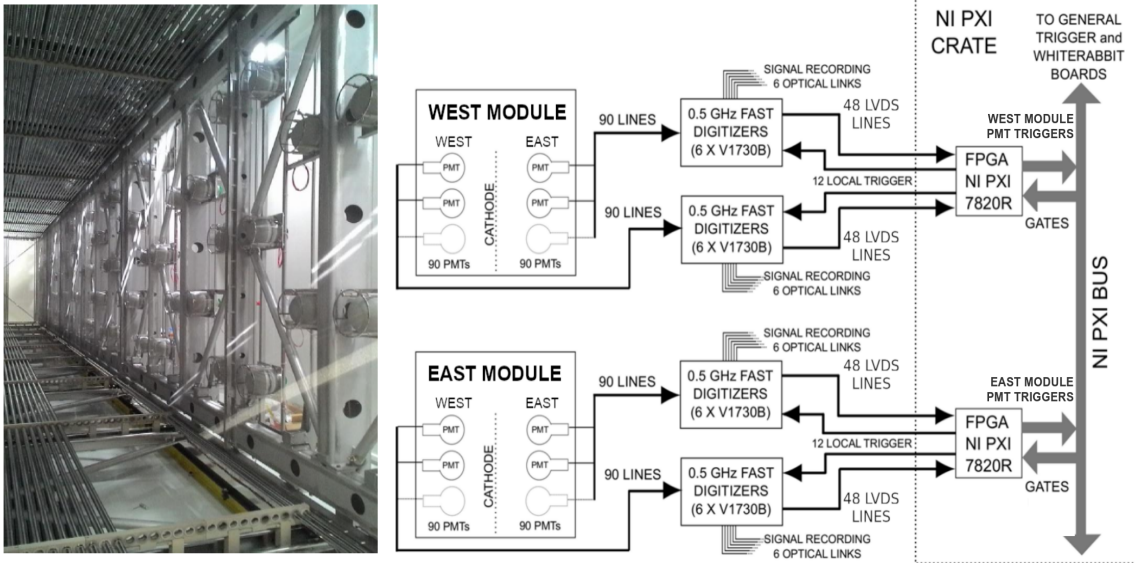 NI PXI
CRATE
TO GENERAL
TRIGGER and
WHITERABBIT
BOARDS
WEST MODULE
WEST
EAST
PMT
PMT
PMT
PMT
CATHODE
90 PMTs
90 PMTs
90 LINES
90 LINES
SIGNAL RECORDING
6 OPTICAL LINKS
0.5 GHz FAST
DIGITIZERS
(6 X V1730B)
48 LVDS
LINES
12 LOCAL TRIGGER
0.5 GHz FAST
DIGITIZERS
(6 X V1730B)
48 LVDS
LINES
SIGNAL RECORDING
6 OPTICAL LINKS
FPGA
NI PXI
7820R
WEST MODULE
PMT TRIGGERS
GATES
NI PXI BUS
EAST MODULE
WEST
EAST
PMT
PMT
PMT
PMT
CATHODE
90 PMTs
90 PMTs
90 LINES
90 LINES
SIGNAL RECORDING
6 OPTICAL LINKS
0.5 GHz FAST
DIGITIZERS
(6 X V1730B)
48 LVDS
LINES
12 LOCAL TRIGGER
0.5 GHz FAST
DIGITIZERS
(6 X V1730B)
48 LVDS
LINES
SIGNAL RECORDING
6 OPTICAL LINKS
FPGA
NI PXI
7820R
EAST MODULE
PMT TRIGGERS
GATES